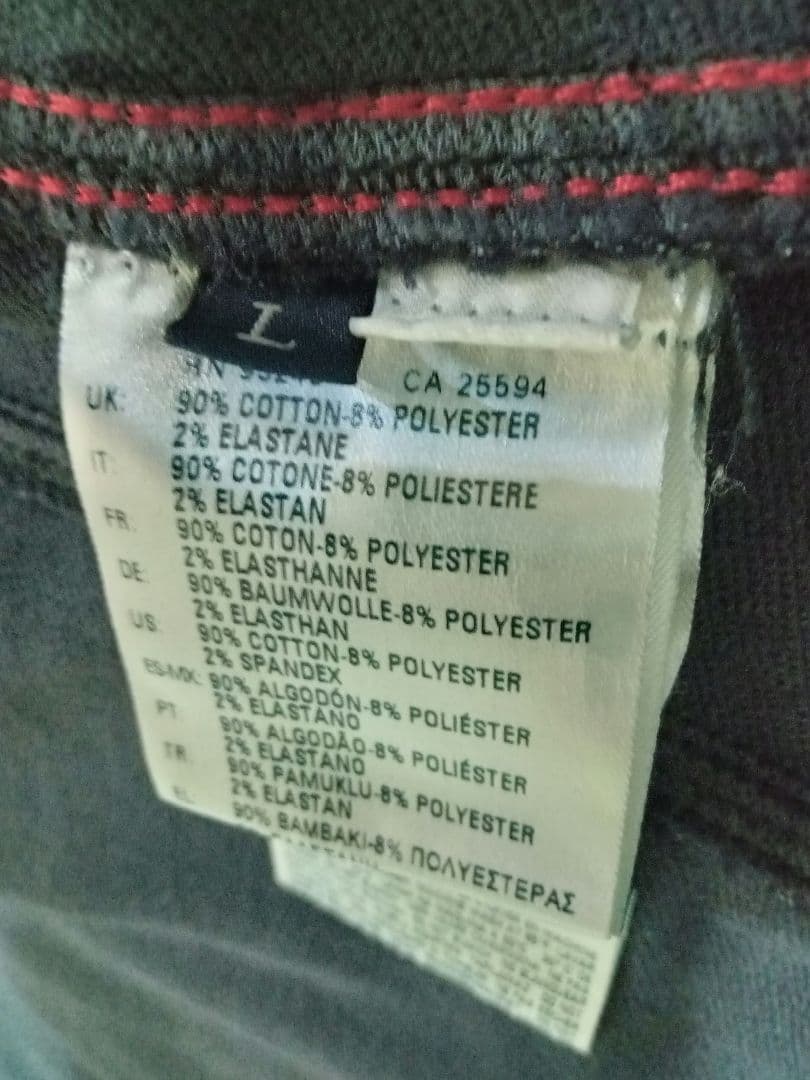 L
CA 25594
UK: 90% COTTON-8% POLYESTER
2% ELASTANE
IT: 90% COTONE-8% POLIESTERE
2% ELASTAN
FR: 90% COTON-8% POLYESTER
2% ELASTHANNE
DE: 90% BAUMWOLLE-8% POLYESTER
2% ELASTHAN
US: 90% COTTON-8% POLYESTER
2% SPANDEX
ES-MX: 90% ALGODÓN-8% POLIÉSTER
2% ELASTANO
PT: 90% ALGODÃO-8% POLIÉSTER
2% ELASTANO
TR: 90% PAMUKLU-8% POLYESTER
2% ELASTAN
EL: 90% ΒΑΜΒΑΚΙ-8% ΠΟΛΥΕΣΤΕΡΑΣ